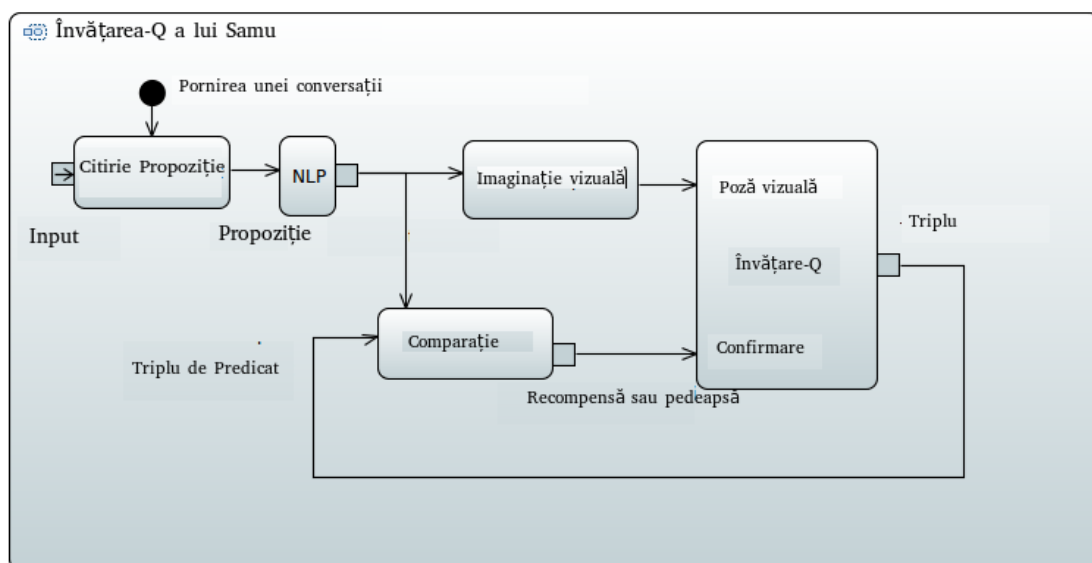 Învățarea-Q a lui Samu
Pornirea unei conversații
Citirie Propoziție
NLP
Imaginație vizuală
Poză vizuală
Triplu
Input
Propoziție
Învățare-Q
Comparație
Confirmare
Triplu de Predicat
Recompensă sau pedeapsă